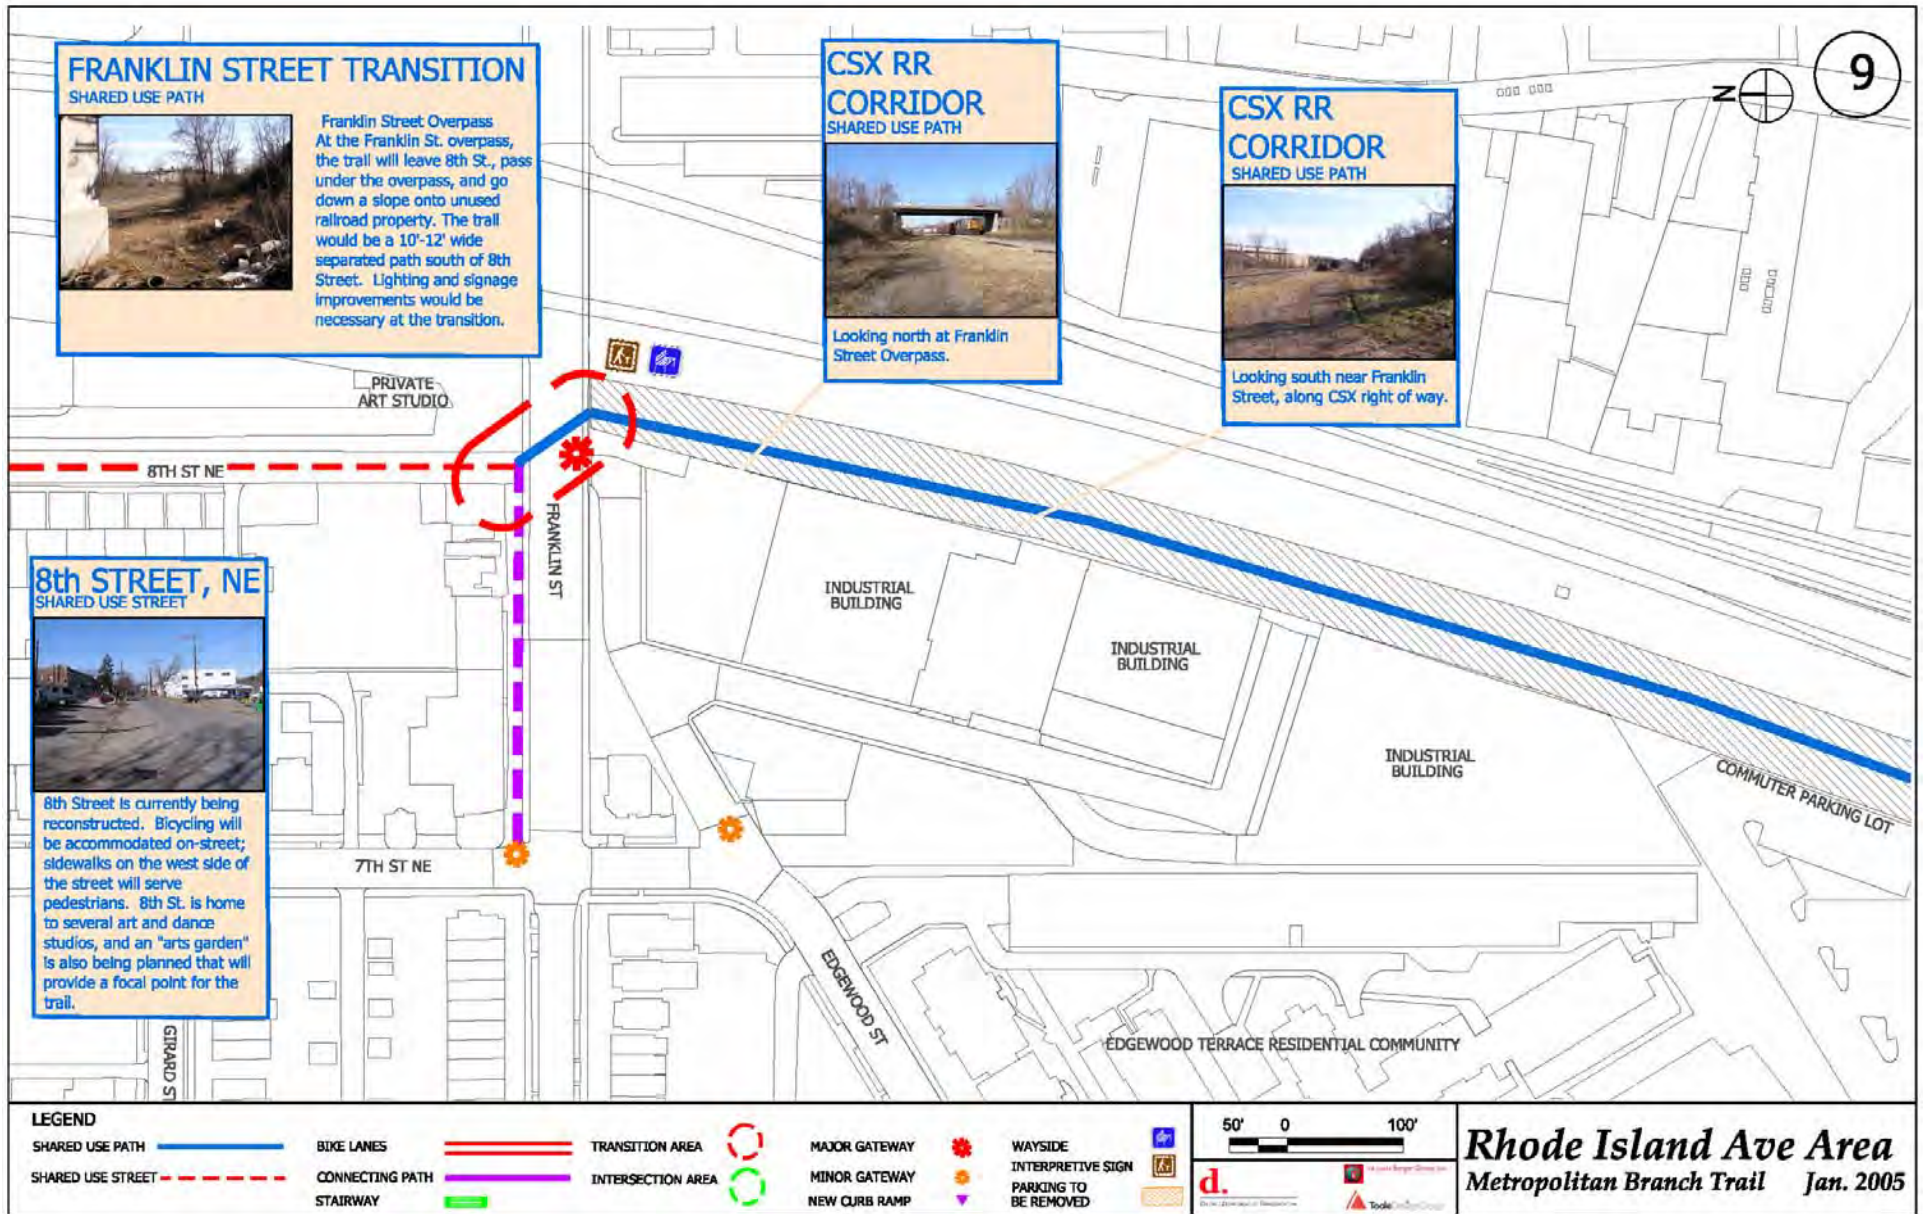 FRANKLIN STREET TRANSITION
SHARED USE PATH
Franklin Street Overpass
At the Franklin St. overpass,
the trail will leave 8th St., pass
under the overpass, and go
down a slope onto unused
railroad property. The trail
would be a 10'-12' wide
separated path south of 8th
Street. Lighting and signage
improvements would be
necessary at the transition.
CSX RR
CORRIDOR
SHARED USE PATH
Looking north at Franklin
Street Overpass.
CSX RR
CORRIDOR
SHARED USE PATH
Looking south near Franklin
Street, along CSX right of way.
N
9
PRIVATE
ART STUDIO
8TH ST NE
FRANKLIN ST
8th STREET, NE
SHARED USE STREET
8th Street is currently being
reconstructed. Bicycling will
be accommodated on-street;
sidewalks on the west side of
the street will serve
pedestrians. 8th St. is home
to several art and dance
studios, and an "arts garden"
is also being planned that will
provide a focal point for the
trail.
INDUSTRIAL
BUILDING
INDUSTRIAL
BUILDING
INDUSTRIAL
BUILDING
COMMUTER PARKING LOT
7TH ST NE
EDGEWOOD ST
GIRARD ST
EDGEWOOD TERRACE RESIDENTIAL COMMUNITY
LEGEND
SHARED USE PATH
SHARED USE STREET
BIKE LANES
CONNECTING PATH
STAIRWAY
TRANSITION AREA
INTERSECTION AREA
MAJOR GATEWAY
MINOR GATEWAY
NEW CURB RAMP
WAYSIDE
INTERPRETIVE SIGN
PARKING TO
BE REMOVED
50' 0 100'
d.
TooleDesignGroup
Rhode Island Ave Area
Metropolitan Branch Trail Jan. 2005